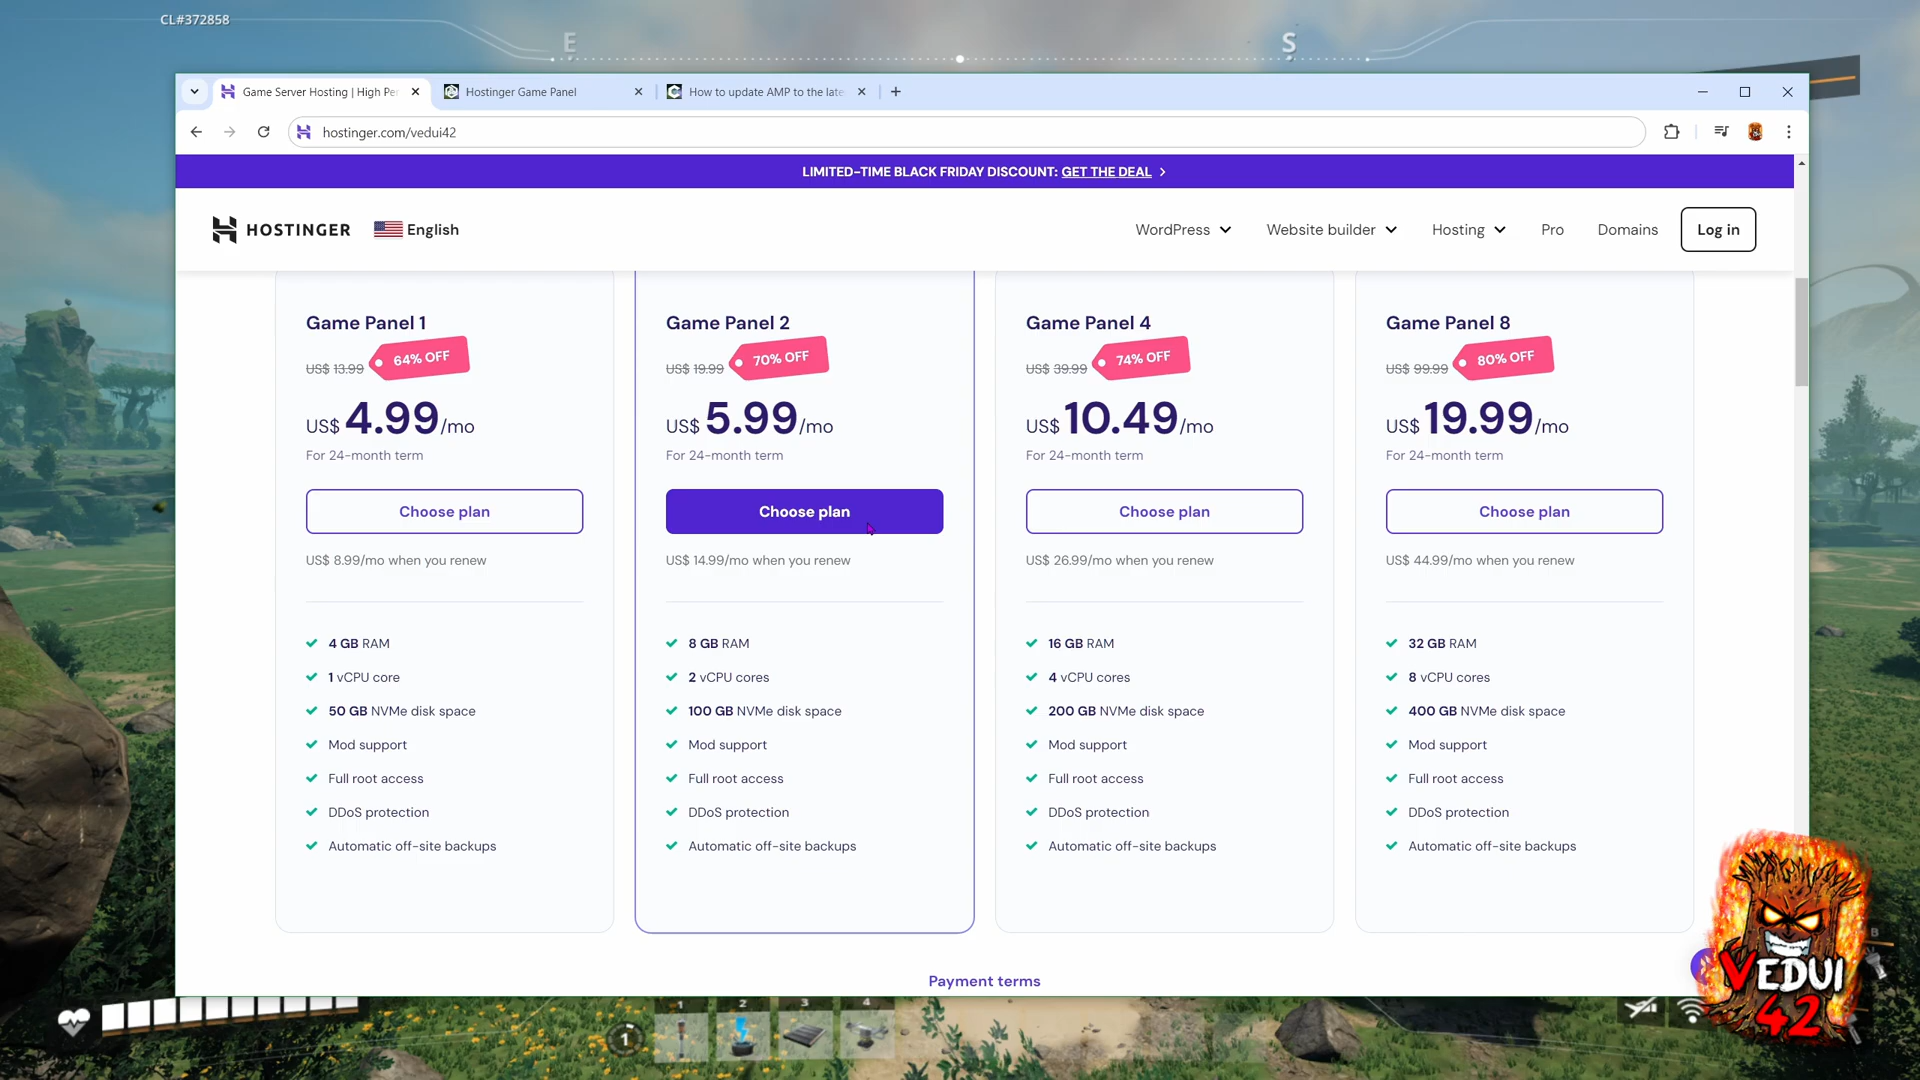 CL#372858
E
S
Game Server Hosting | High Per
Hostinger Game Panel
How to update AMP to the late
hostinger.com/vedui42
LIMITED-TIME BLACK FRIDAY DISCOUNT: GET THE DEAL
HOSTINGER
English
WordPress
Website builder
Hosting
Pro
Domains
Log in
Game Panel 1
US$ 13.99
64% OFF
US$ 4.99/mo
For 24-month term
Choose plan
US$ 8.99/mo when you renew
4 GB RAM
1 vCPU core
50 GB NVMe disk space
Mod support
Full root access
DDoS protection
Automatic off-site backups
Game Panel 2
US$ 19.99
70% OFF
US$ 5.99/mo
For 24-month term
Choose plan
US$ 14.99/mo when you renew
8 GB RAM
2 vCPU cores
100 GB NVMe disk space
Mod support
Full root access
DDoS protection
Automatic off-site backups
Game Panel 4
US$ 39.99
74% OFF
US$ 10.49/mo
For 24-month term
Choose plan
US$ 26.99/mo when you renew
16 GB RAM
4 vCPU cores
200 GB NVMe disk space
Mod support
Full root access
DDoS protection
Automatic off-site backups
Game Panel 8
US$ 99.99
80% OFF
US$ 19.99/mo
For 24-month term
Choose plan
US$ 44.99/mo when you renew
32 GB RAM
8 vCPU cores
400 GB NVMe disk space
Mod support
Full root access
DDoS protection
Automatic off-site backups
Payment terms
VEDUI
42
1
1
2
3
4
B